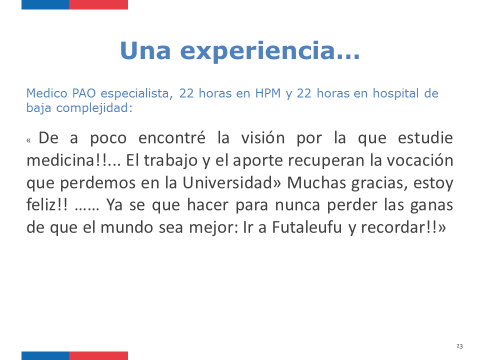 Una experiencia...
Medico PAO especialista, 22 horas en HPM y 22 horas en hospital de
baja complejidad:
« De a poco encontré la visión por la que estudie
medicina!!... El trabajo y el aporte recuperan la vocación
que perdemos en la Universidad» Muchas gracias, estoy
feliz!! ...... Ya se que hacer para nunca perder las ganas
de que el mundo sea mejor: Ir a Futaleufu y recordar!!»
23